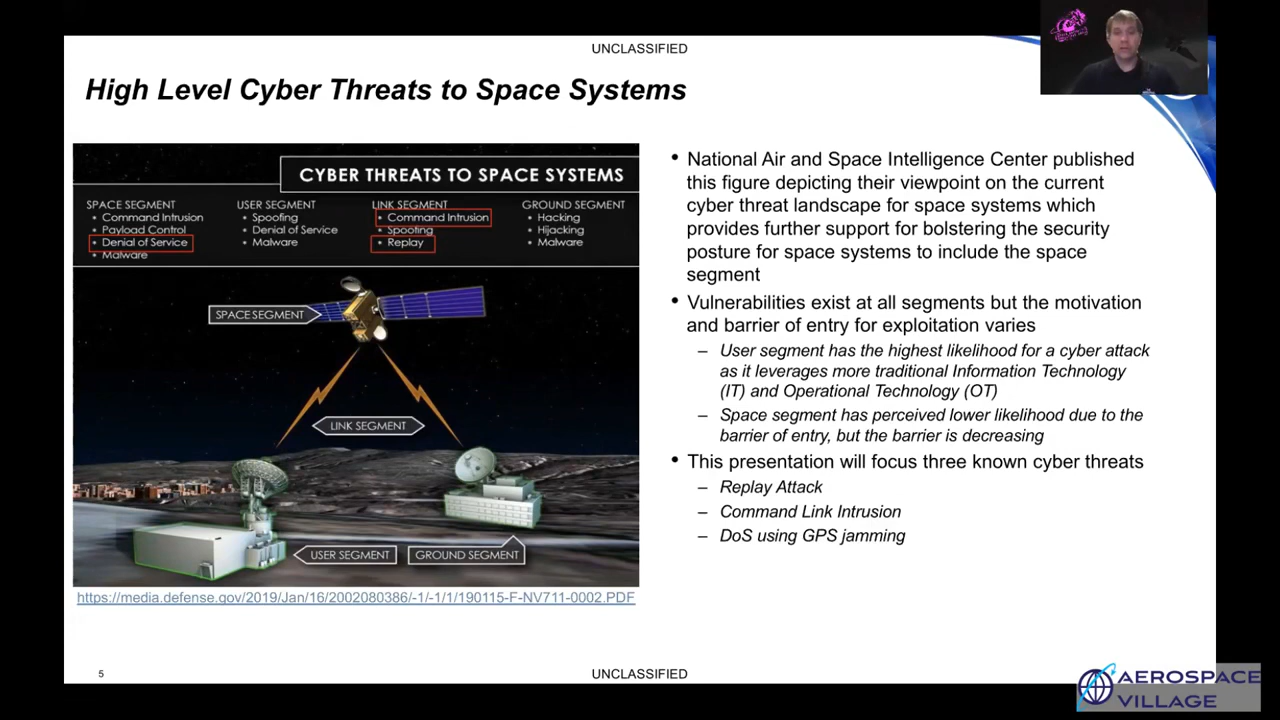 UNCLASSIFIED
High Level Cyber Threats to Space Systems
CYBER THREATS TO SPACE SYSTEMS
SPACE SEGMENT
• Command Intrusion
• Payload Control
• Denial of Service
• Malware
USER SEGMENT
• Spoofing
• Denial of Service
• Malware
LINK SEGMENT
• Command Intrusion
• Spoofing
• Replay
GROUND SEGMENT
• Hacking
• Hijacking
• Malware
SPACE SEGMENT
LINK SEGMENT
USER SEGMENT
GROUND SEGMENT
https://media.defense.gov/2019/Jan/16/2002080386/-1/-1/1/190115-F-NV711-0002.PDF
• National Air and Space Intelligence Center published
this figure depicting their viewpoint on the current
cyber threat landscape for space systems which
provides further support for bolstering the security
posture for space systems to include the space
segment
• Vulnerabilities exist at all segments but the motivation
and barrier of entry for exploitation varies
– User segment has the highest likelihood for a cyber attack
as it leverages more traditional Information Technology
(IT) and Operational Technology (OT)
– Space segment has perceived lower likelihood due to the
barrier of entry, but the barrier is decreasing
• This presentation will focus three known cyber threats
– Replay Attack
– Command Link Intrusion
– DoS using GPS jamming
5
UNCLASSIFIED
AEROSPACE
VILLAGE